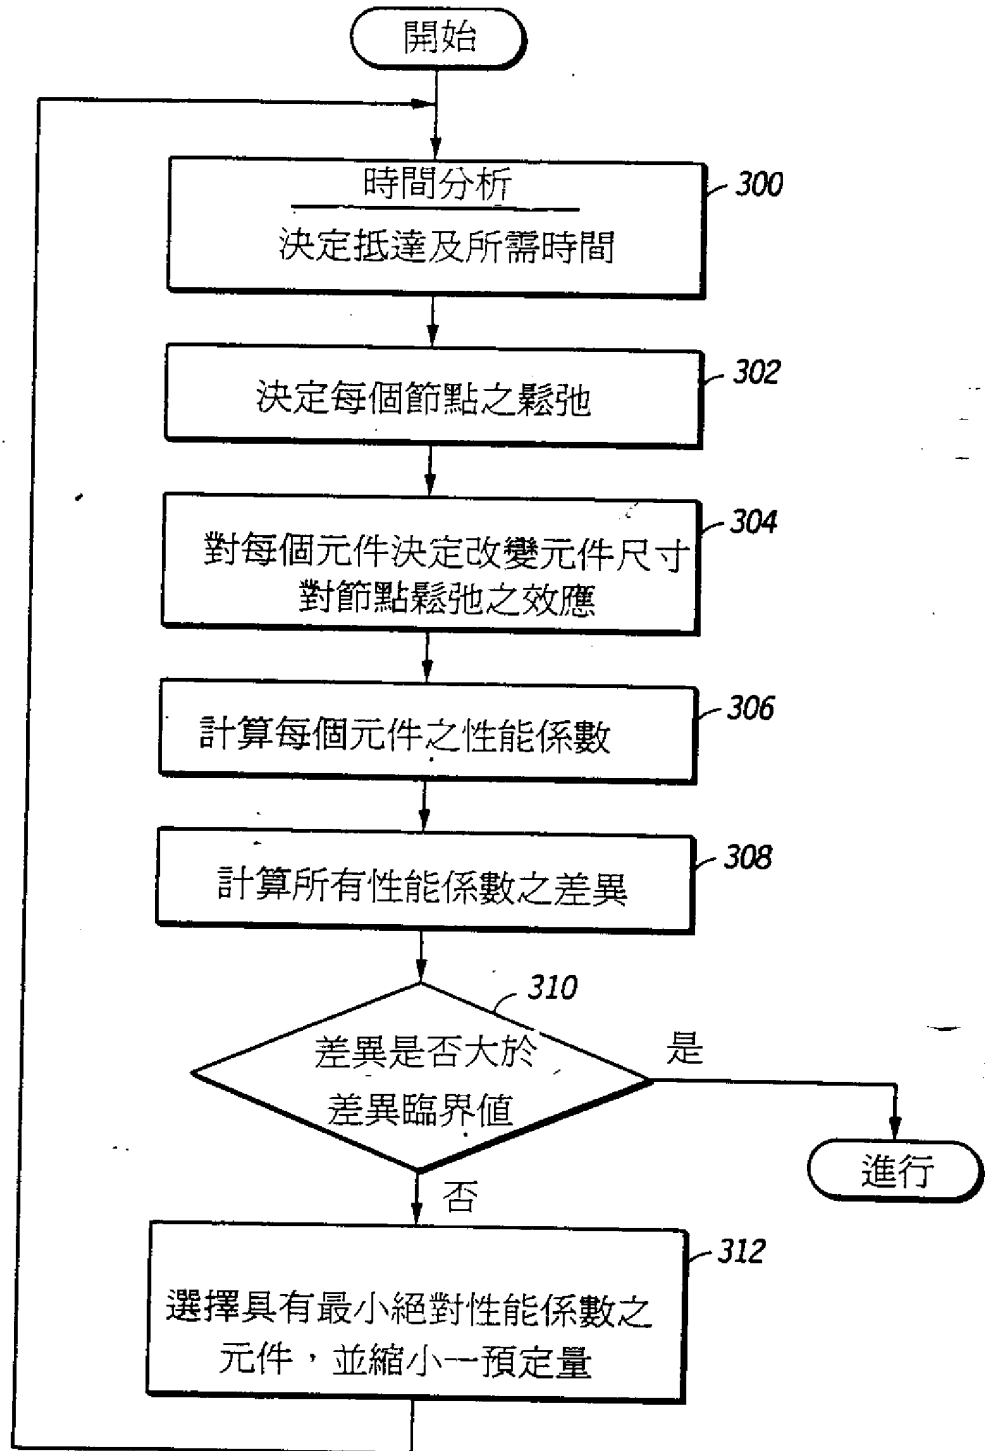 開始
時間分析
300
決定抵達及所需時間
302
決定每個節點之鬆弛
304
對每個元件決定改變元件尺寸
對節點鬆弛之效應
306
計算每個元件之性能係數
308
計算所有性能係數之差異
310
差異是否大於
差異臨界值
是
進行
否
312
選擇具有最小絕對性能係數之
元件，並縮小一預定量